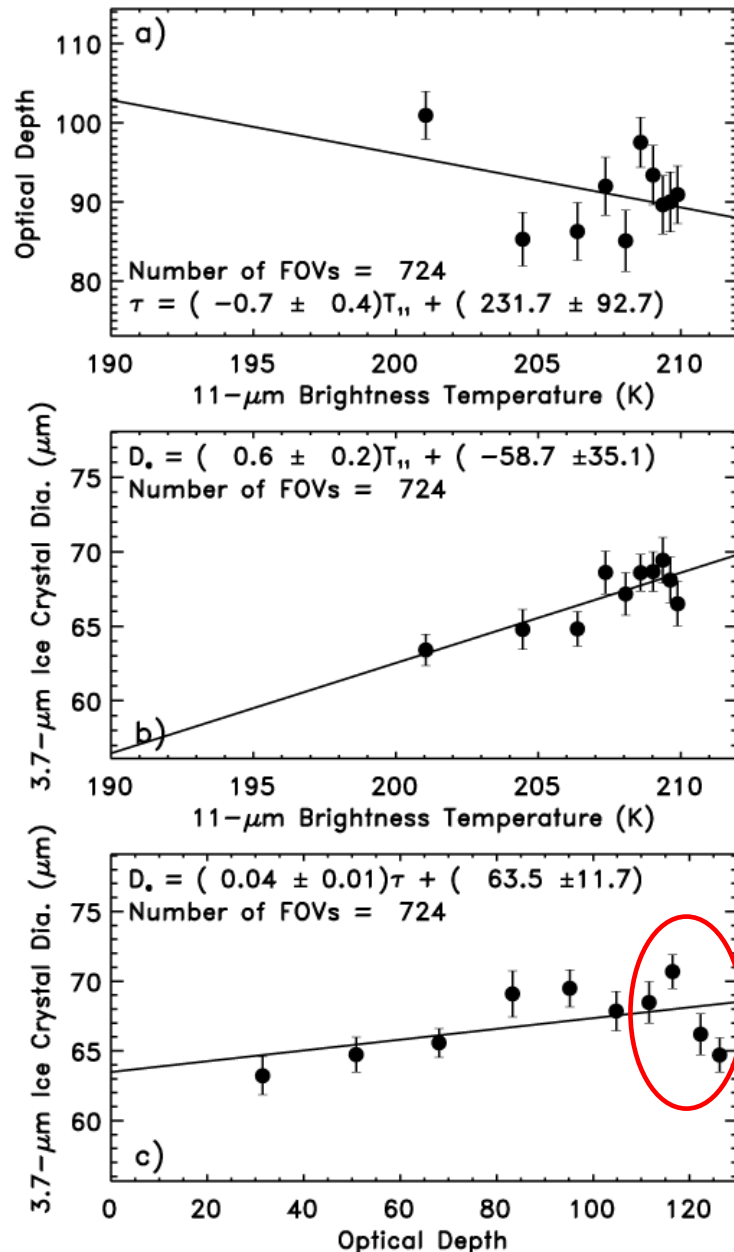 a)
110
100
90
80
Optical Depth
Number of FOVs = 724
τ = ( -0.7 ± 0.4)T₁₁ + ( 231.7 ± 92.7)
190 195 200 205 210
11-μm Brightness Temperature (K)
Dₑ = ( 0.6 ± 0.2)T₁₁ + ( -58.7 ±35.1)
Number of FOVs = 724
75
70
65
60
3.7-μm Ice Crystal Dia. (μm)
b)
190 195 200 205 210
11-μm Brightness Temperature (K)
Dₑ = ( 0.04 ± 0.01)τ + ( 63.5 ±11.7)
Number of FOVs = 724
75
70
65
60
3.7-μm Ice Crystal Dia. (μm)
c)
0 20 40 60 80 100 120
Optical Depth